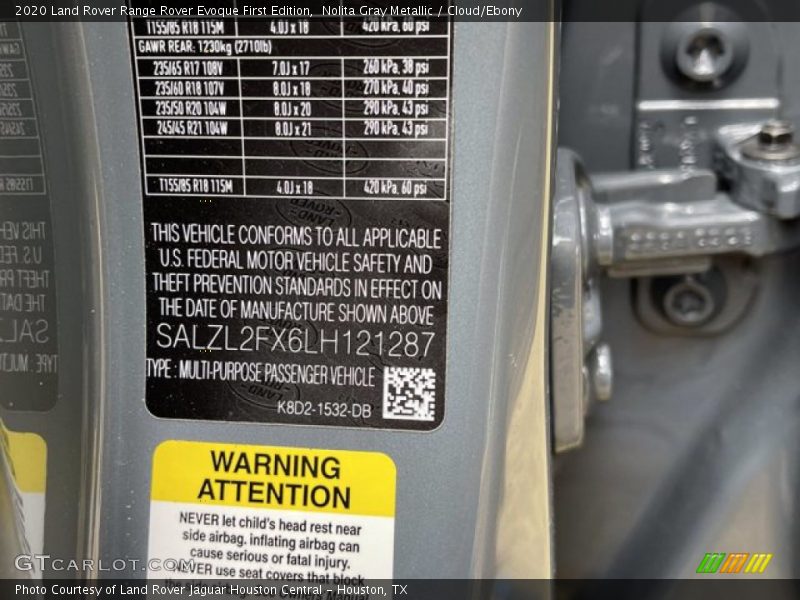 2020 Land Rover Range Rover Evoque First Edition, Nolita Gray Metallic / Cloud/Ebony
T155/85 R18 115M 4.0J x 18 420 kPa, 60 psi
GAWR REAR: 1230kg (2710lb)
235/65 R17 108V 7.0J x 17 260 kPa, 38 psi
235/60 R18 107V 8.0J x 18 270 kPa, 40 psi
235/50 R20 104W 8.0J x 20 290 kPa, 43 psi
245/45 R21 104W 8.0J x 21 290 kPa, 43 psi
T155/85 R18 115M 4.0J x 18 420 kPa, 60 psi
THIS VEHICLE CONFORMS TO ALL APPLICABLE
U.S. FEDERAL MOTOR VEHICLE SAFETY AND
THEFT PREVENTION STANDARDS IN EFFECT ON
THE DATE OF MANUFACTURE SHOWN ABOVE
SALZL2FX6LH121287
TYPE : MULTI-PURPOSE PASSENGER VEHICLE
K8D2-1532-DB
WARNING
ATTENTION
NEVER let child's head rest near
side airbag, inflating airbag can
cause serious or fatal injury.
NEVER use seat covers that block
GTCARLOT.COM
Photo Courtesy of Land Rover Jaguar Houston Central - Houston, TX